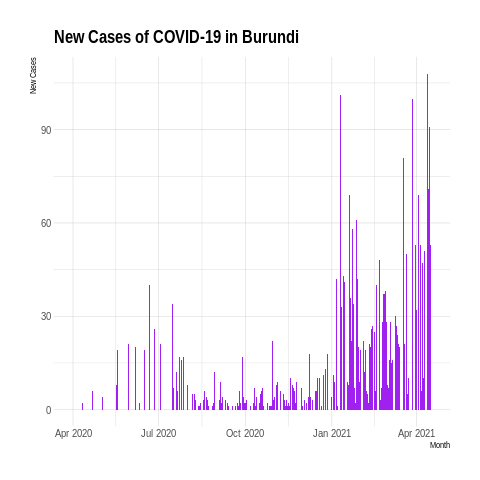 New Cases of COVID-19 in Burundi
New Cases
90
60
30
0
Apr 2020 Jul 2020 Oct 2020 Jan 2021 Apr 2021
Month